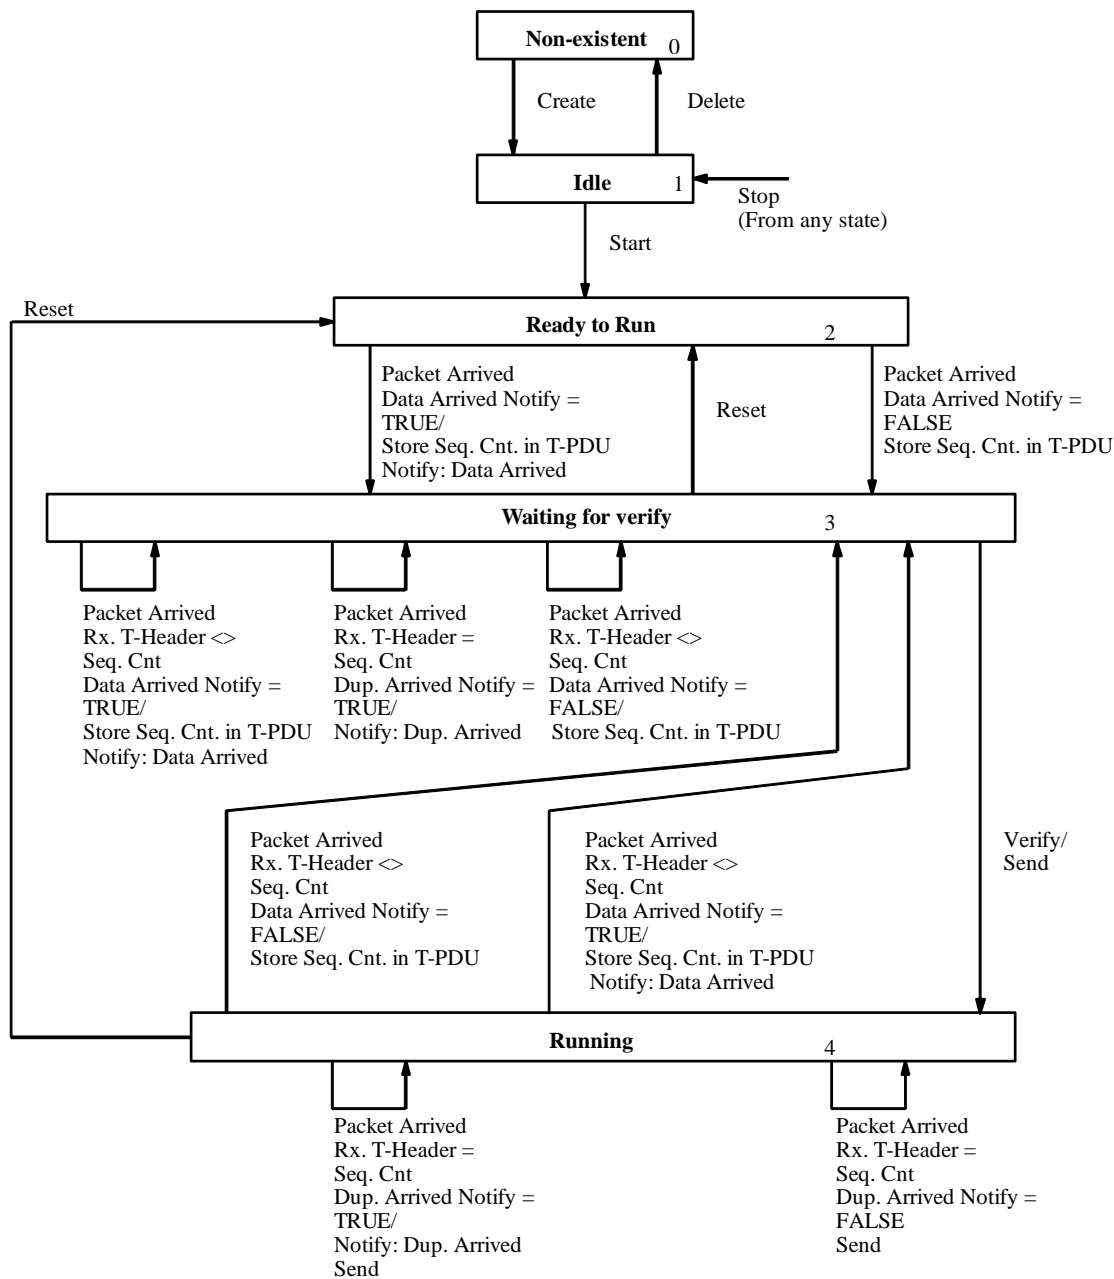 Non-existent 0
Create
Delete
Idle 1
Stop
(From any state)
Start
Reset
Ready to Run 2
Packet Arrived
Data Arrived Notify =
TRUE/
Store Seq. Cnt. in T-PDU
Notify: Data Arrived
Reset
Packet Arrived
Data Arrived Notify =
FALSE
Store Seq. Cnt. in T-PDU
Waiting for verify 3
Packet Arrived
Rx. T-Header <>
Seq. Cnt
Data Arrived Notify =
TRUE/
Store Seq. Cnt. in T-PDU
Notify: Data Arrived
Packet Arrived
Rx. T-Header =
Seq. Cnt
Dup. Arrived Notify =
TRUE/
Notify: Dup. Arrived
Packet Arrived
Rx. T-Header <>
Seq. Cnt
Data Arrived Notify =
FALSE/
Store Seq. Cnt. in T-PDU
Packet Arrived
Rx. T-Header <>
Seq. Cnt
Data Arrived Notify =
FALSE/
Store Seq. Cnt. in T-PDU
Packet Arrived
Rx. T-Header <>
Seq. Cnt
Data Arrived Notify =
TRUE/
Store Seq. Cnt. in T-PDU
Notify: Data Arrived
Verify/
Send
Running 4
Packet Arrived
Rx. T-Header =
Seq. Cnt
Dup. Arrived Notify =
TRUE/
Notify: Dup. Arrived
Send
Packet Arrived
Rx. T-Header =
Seq. Cnt
Dup. Arrived Notify =
FALSE
Send